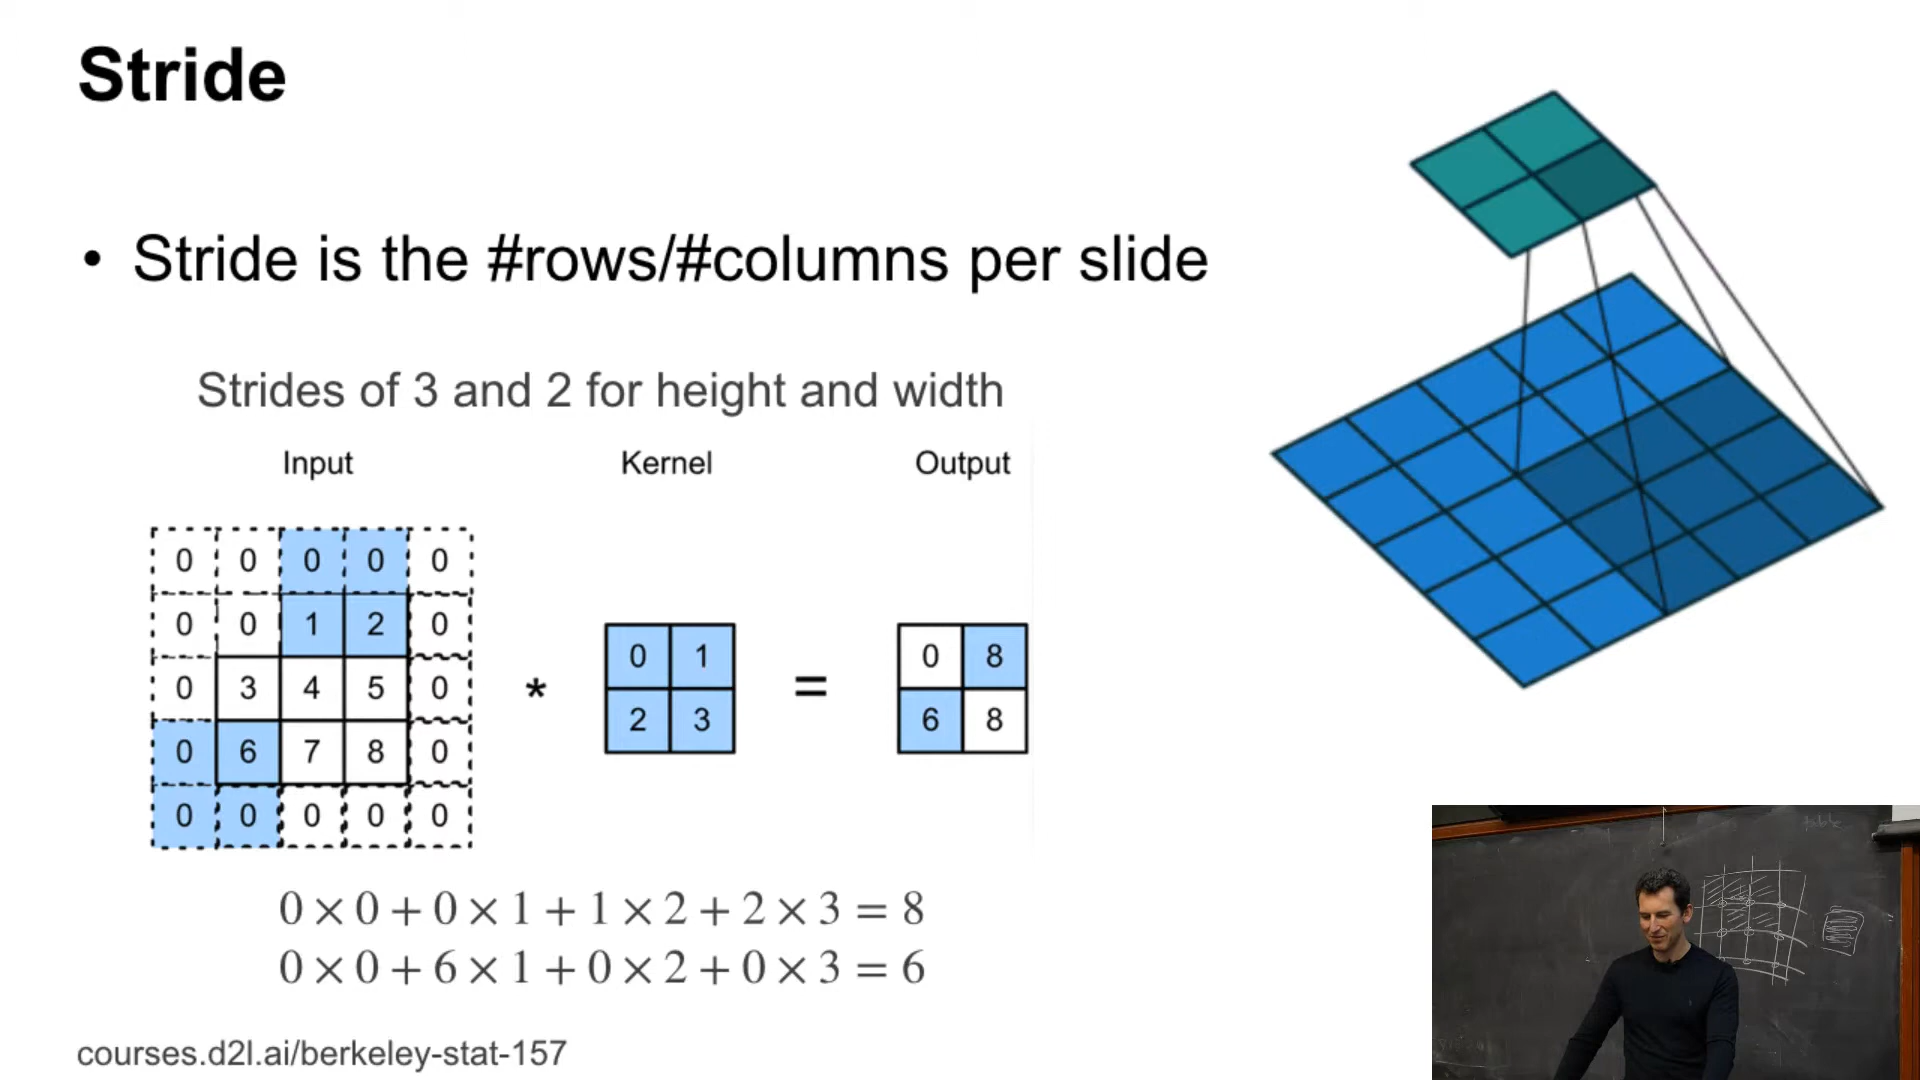 Stride
• Stride is the #rows/#columns per slide
Strides of 3 and 2 for height and width
Input Kernel Output
0 0 0 0 0
0 0 1 2 0
0 3 4 5 0
0 6 7 8 0
0 0 0 0 0
*
0 1
2 3
=
0 8
6 8
0 × 0 + 0 × 1 + 1 × 2 + 2 × 3 = 8
0 × 0 + 6 × 1 + 0 × 2 + 0 × 3 = 6
courses.d2l.ai/berkeley-stat-157